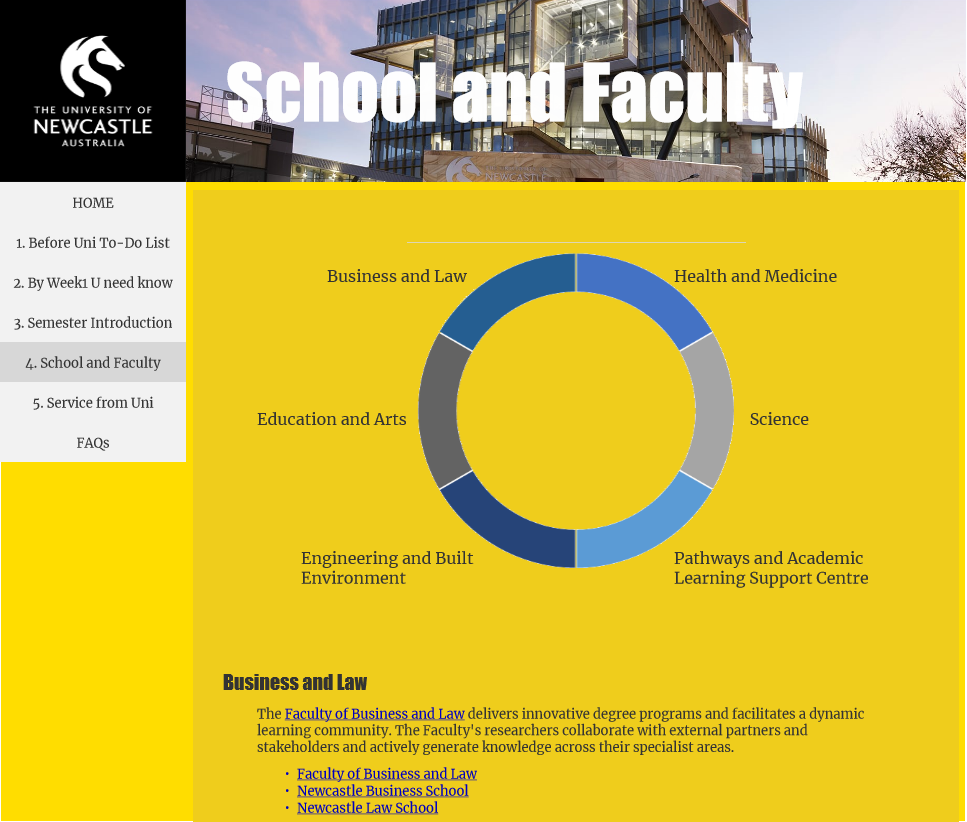 THE UNIVERSITY OF
NEWCASTLE
AUSTRALIA
School and Faculty
NEWCASTLE
HOME
1. Before Uni To-Do List
2. By Week1 U need know
3. Semester Introduction
4. School and Faculty
5. Service from Uni
FAQs
Business and Law
Health and Medicine
Education and Arts
Science
Engineering and Built
Environment
Pathways and Academic
Learning Support Centre
Business and Law
The Faculty of Business and Law delivers innovative degree programs and facilitates a dynamic
learning community. The Faculty's researchers collaborate with external partners and
stakeholders and actively generate knowledge across their specialist areas.
• Faculty of Business and Law
• Newcastle Business School
• Newcastle Law School